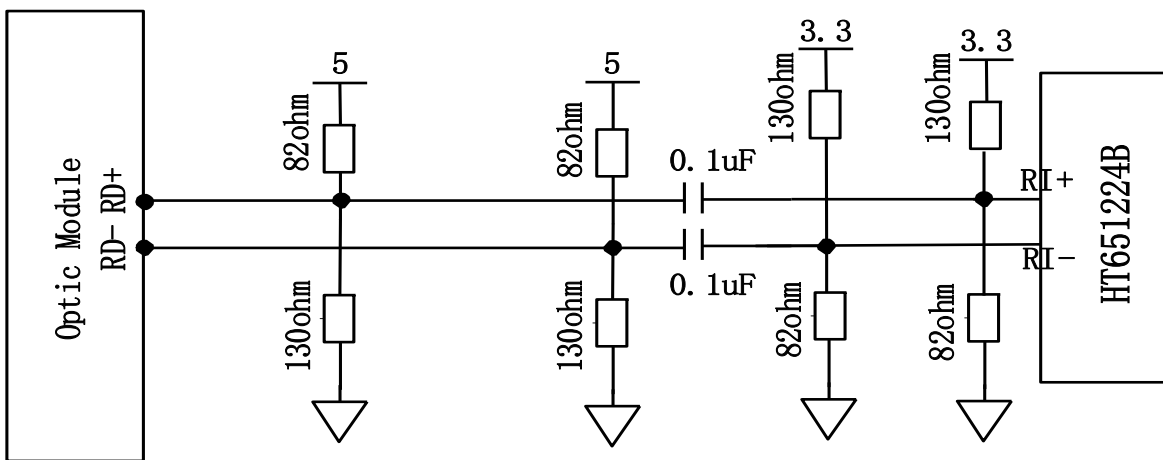 Optic Module
RD+
RD-
5
82ohm
130ohm
5
82ohm
130ohm
0.1uF
0.1uF
3.3
130ohm
82ohm
3.3
130ohm
82ohm
RI+
RI-
HT651224B